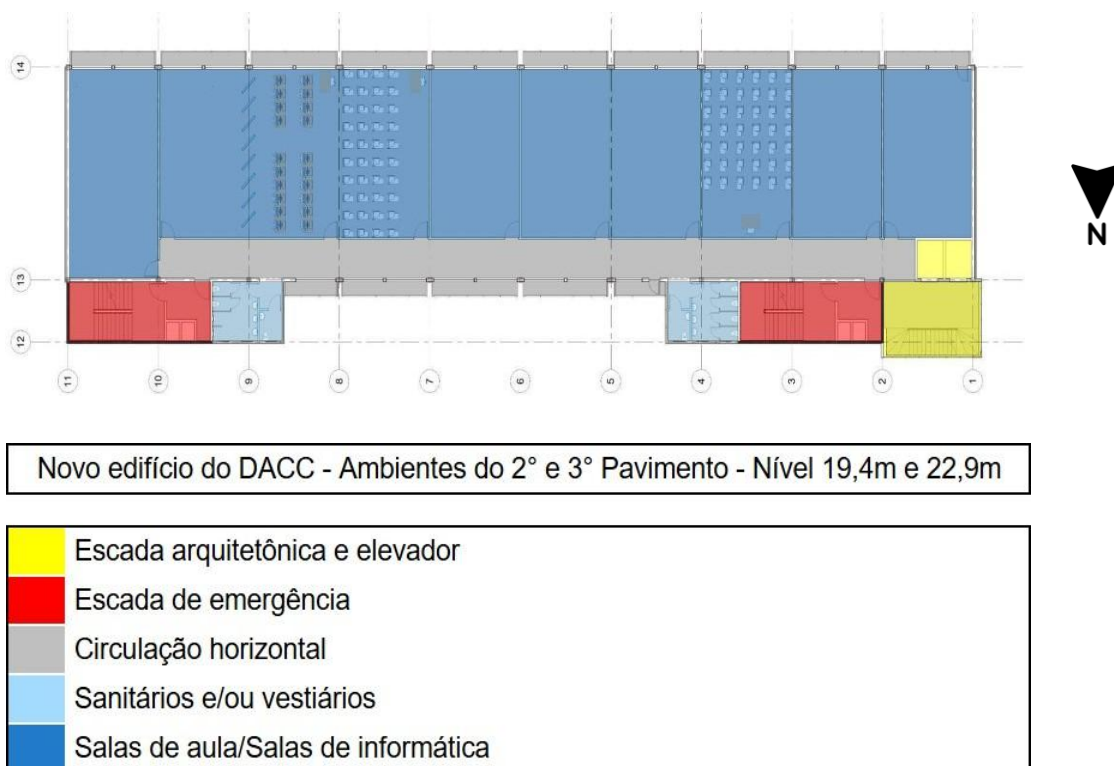 14
N
13
12
11
10
9
8
7
6
5
4
3
2
1
Novo edifício do DACC - Ambientes do 2° e 3° Pavimento - Nível 19,4m e 22,9m
Escada arquitetônica e elevador
Escada de emergência
Circulação horizontal
Sanitários e/ou vestiários
Salas de aula/Salas de informática